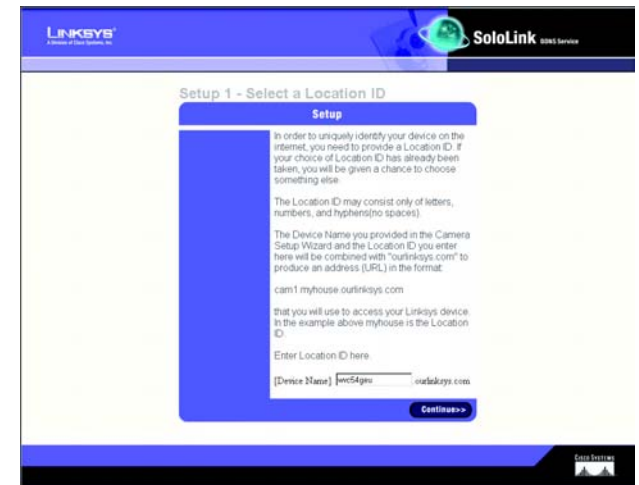 LINKSYS®
A Division of Cisco Systems, Inc.
SoloLink DDNS Service
Setup 1 - Select a Location ID
Setup
In order to uniquely identify your device on the
internet, you need to provide a Location ID. If
your choice of Location ID has already been
taken, you will be given a chance to choose
something else.
The Location ID may consist only of letters,
numbers, and hyphens(no spaces).
The Device Name you provided in the Camera
Setup Wizard and the Location ID you enter
here will be combined with "ourlinksys.com" to
produce an address (URL) in the format:
cam1.myhouse.ourlinksys.com
that you will use to access your Linksys device.
In the example above myhouse is the Location
ID.
Enter Location ID here.
[Device Name]. .ourlinksys.com
Continue>>
CISCO SYSTEMS